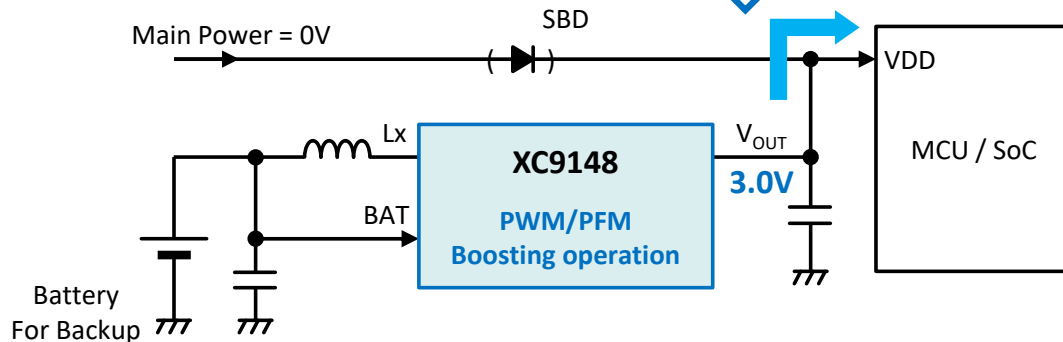 SBD
Main Power = 0V
( )
VDD
Lx
XC9148
VOUT
3.0V
MCU / SoC
BAT
PWM/PFM
Boosting operation
Battery
For Backup